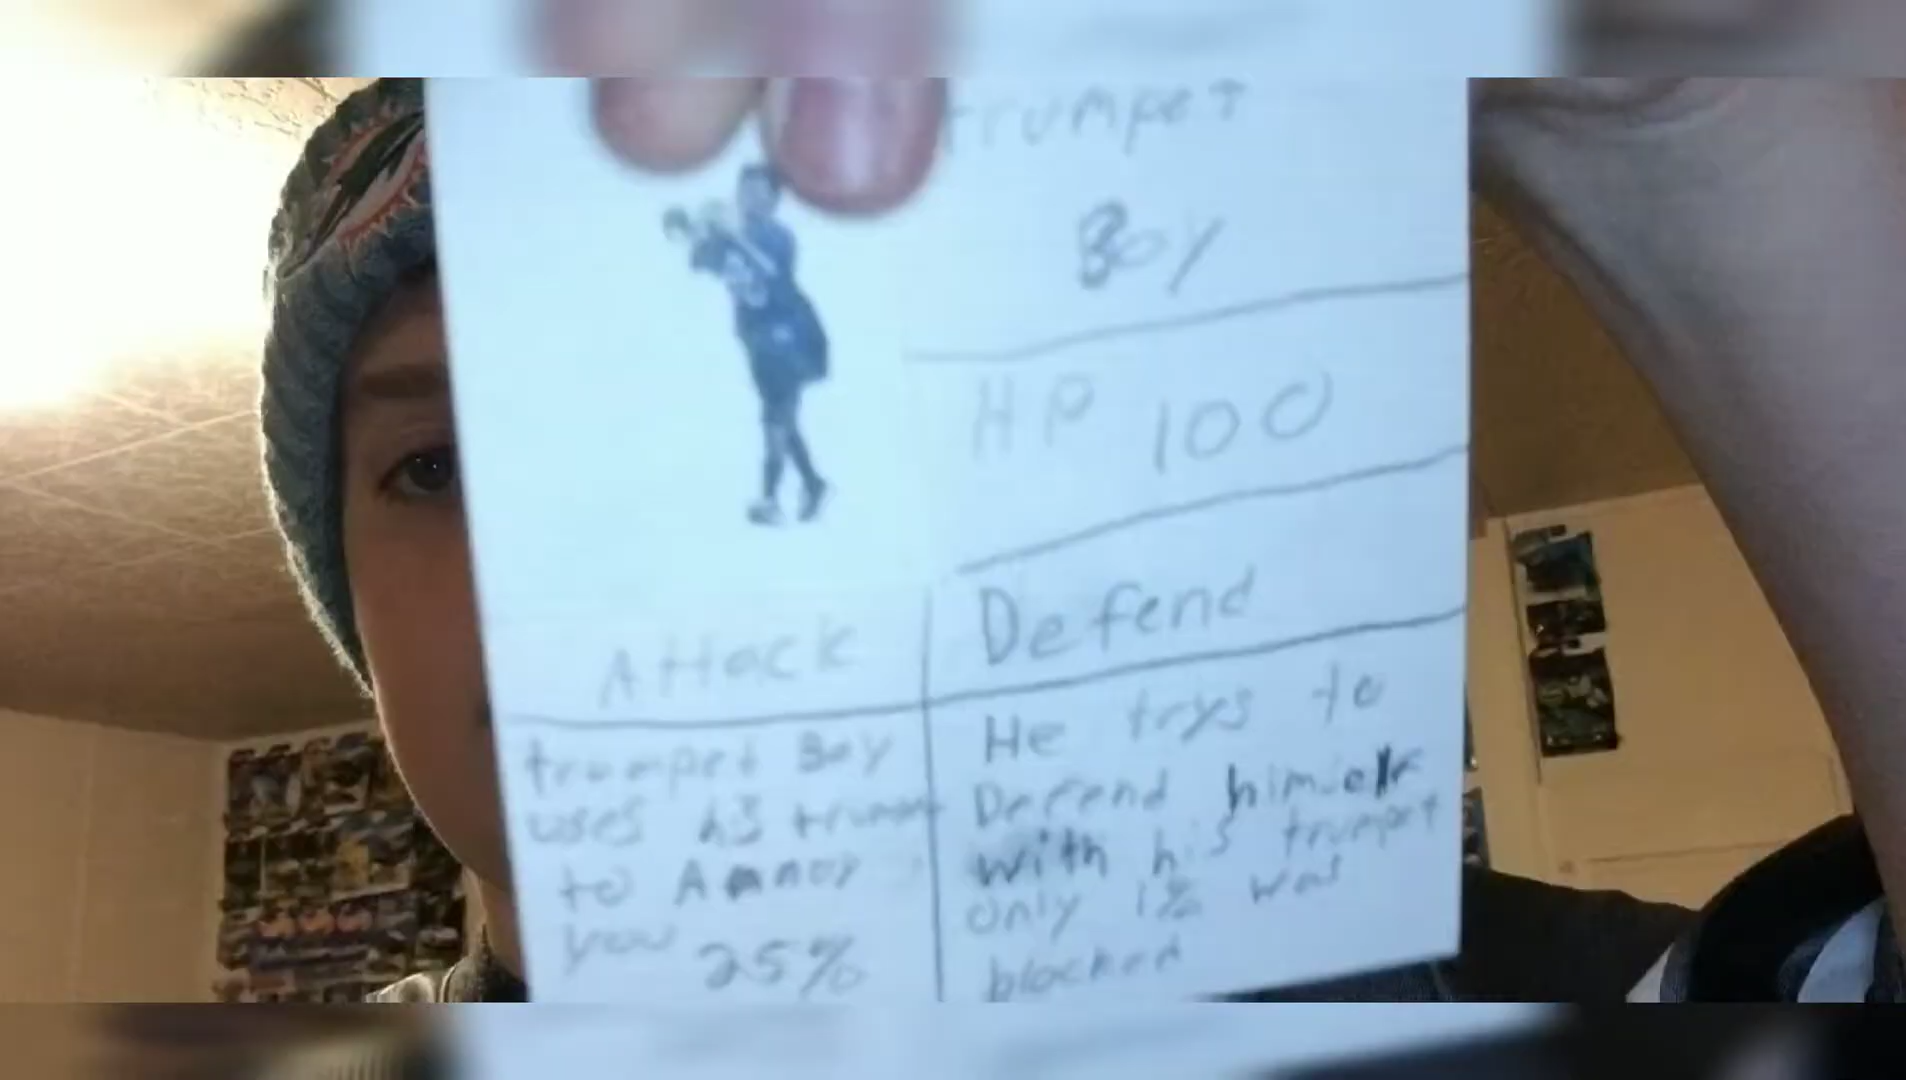 trumpet
Boy
HP 100
Defend
Attack
trumpet Boy
uses his
to Annoy
you 25%
He trys to
Defend himself
with his trumpet
only 1% was
blocked